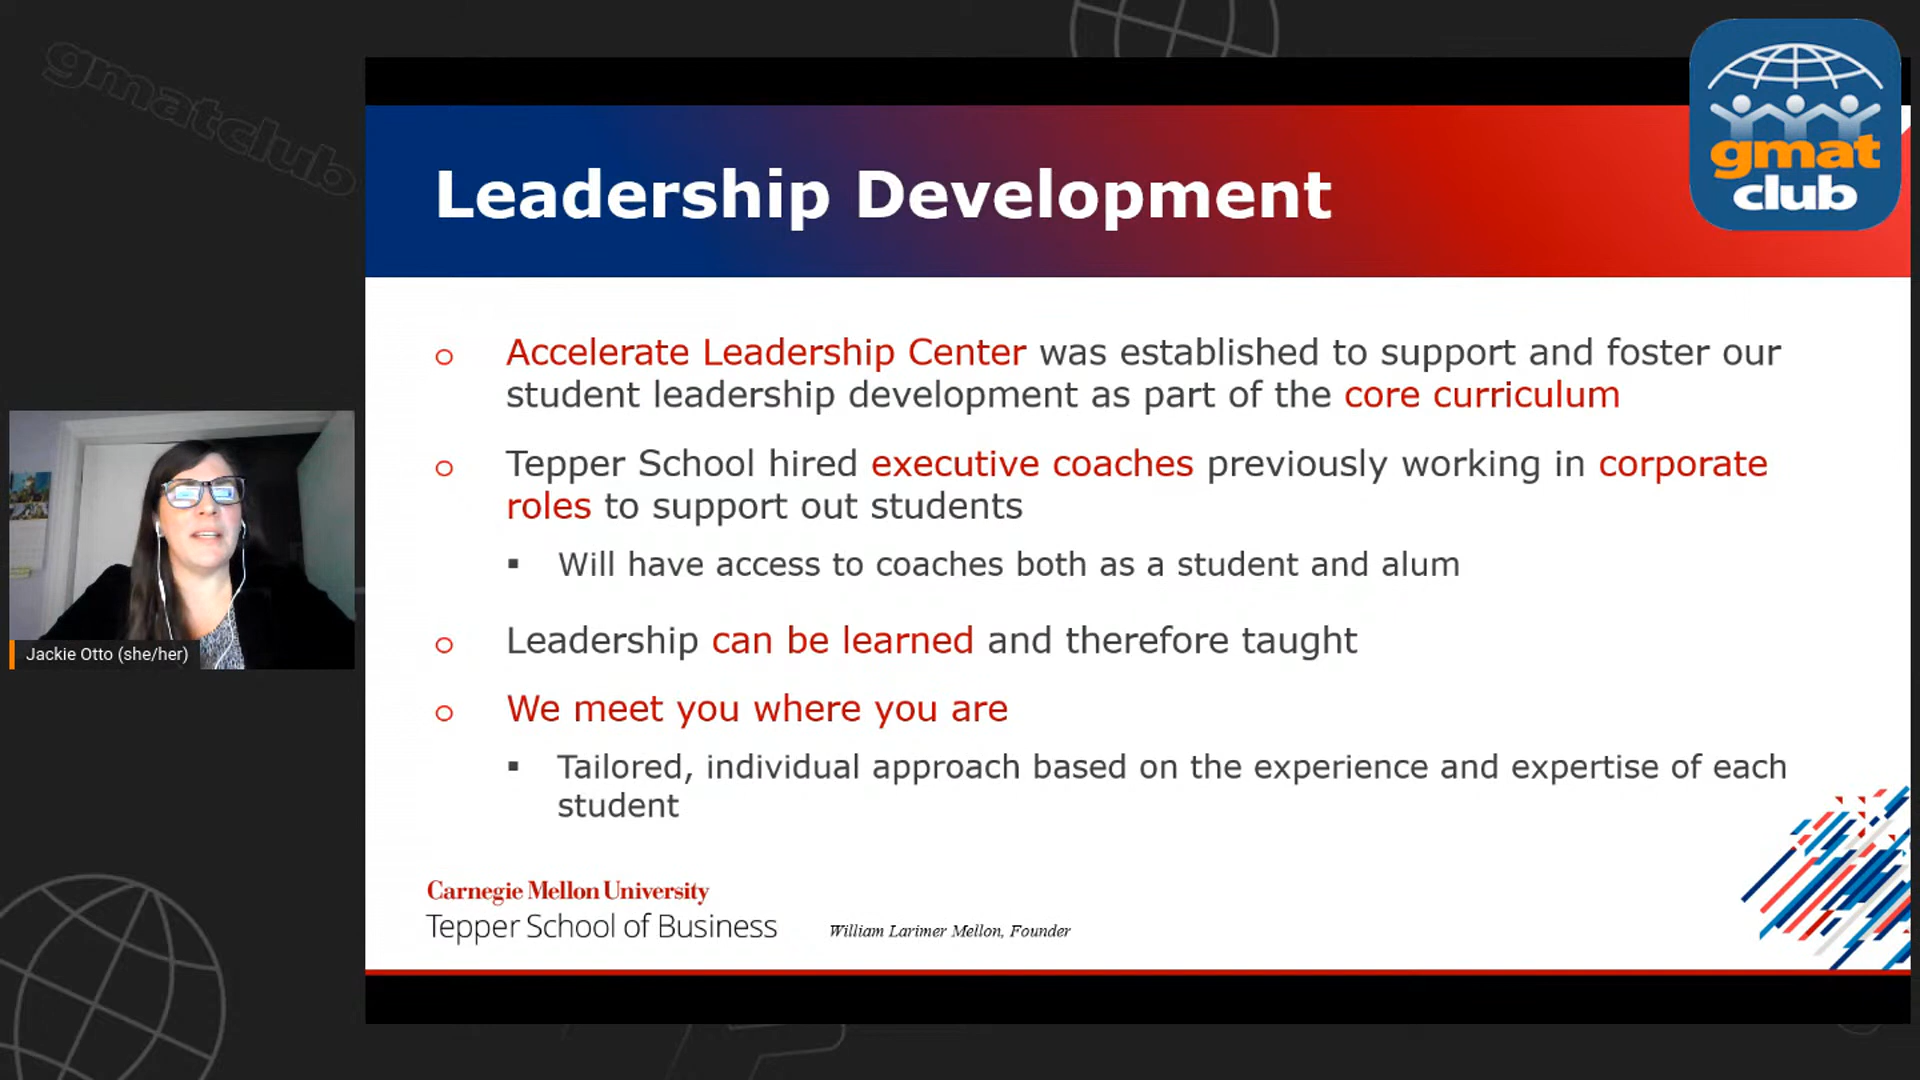 gmatclub
gmat
club
Leadership Development
Accelerate Leadership Center was established to support and foster our
student leadership development as part of the core curriculum
Tepper School hired executive coaches previously working in corporate
roles to support out students
Will have access to coaches both as a student and alum
Leadership can be learned and therefore taught
We meet you where you are
Tailored, individual approach based on the experience and expertise of each
student
Jackie Otto (she/her)
Carnegie Mellon University
Tepper School of Business
William Larimer Mellon, Founder